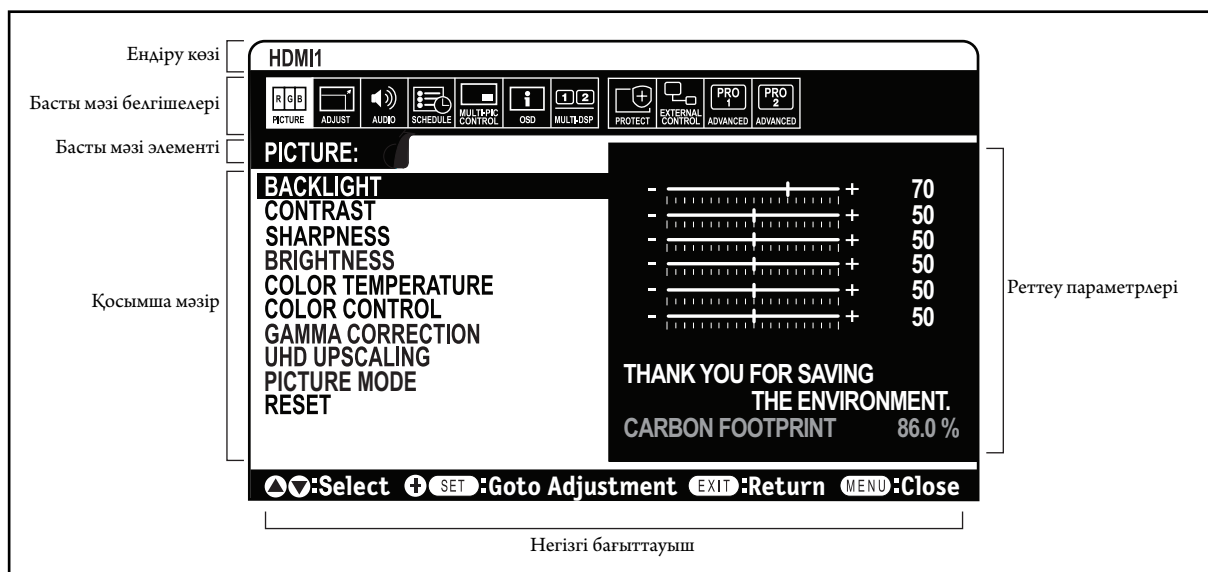 Ендіру көзі
HDMI1
Басты мәзі белгішелері
RGB PICTURE ADJUST AUDIO SCHEDULE MULTI-PIC CONTROL OSD 1 2 MULTI-DSP PROTECT EXTERNAL CONTROL PRO 1 ADVANCED PRO 2 ADVANCED
Басты мәзі элементі
PICTURE:
Қосымша мәзір
BACKLIGHT - + 70
CONTRAST - + 50
SHARPNESS - + 50
BRIGHTNESS - + 50
COLOR TEMPERATURE - + 50
COLOR CONTROL - + 50
GAMMA CORRECTION
UHD UPSCALING
PICTURE MODE
RESET
THANK YOU FOR SAVING
THE ENVIRONMENT.
CARBON FOOTPRINT 86.0 %
Реттеу параметрлері
:Select SET:Goto Adjustment EXIT:Return MENU:Close
Негізгі бағыттауыш